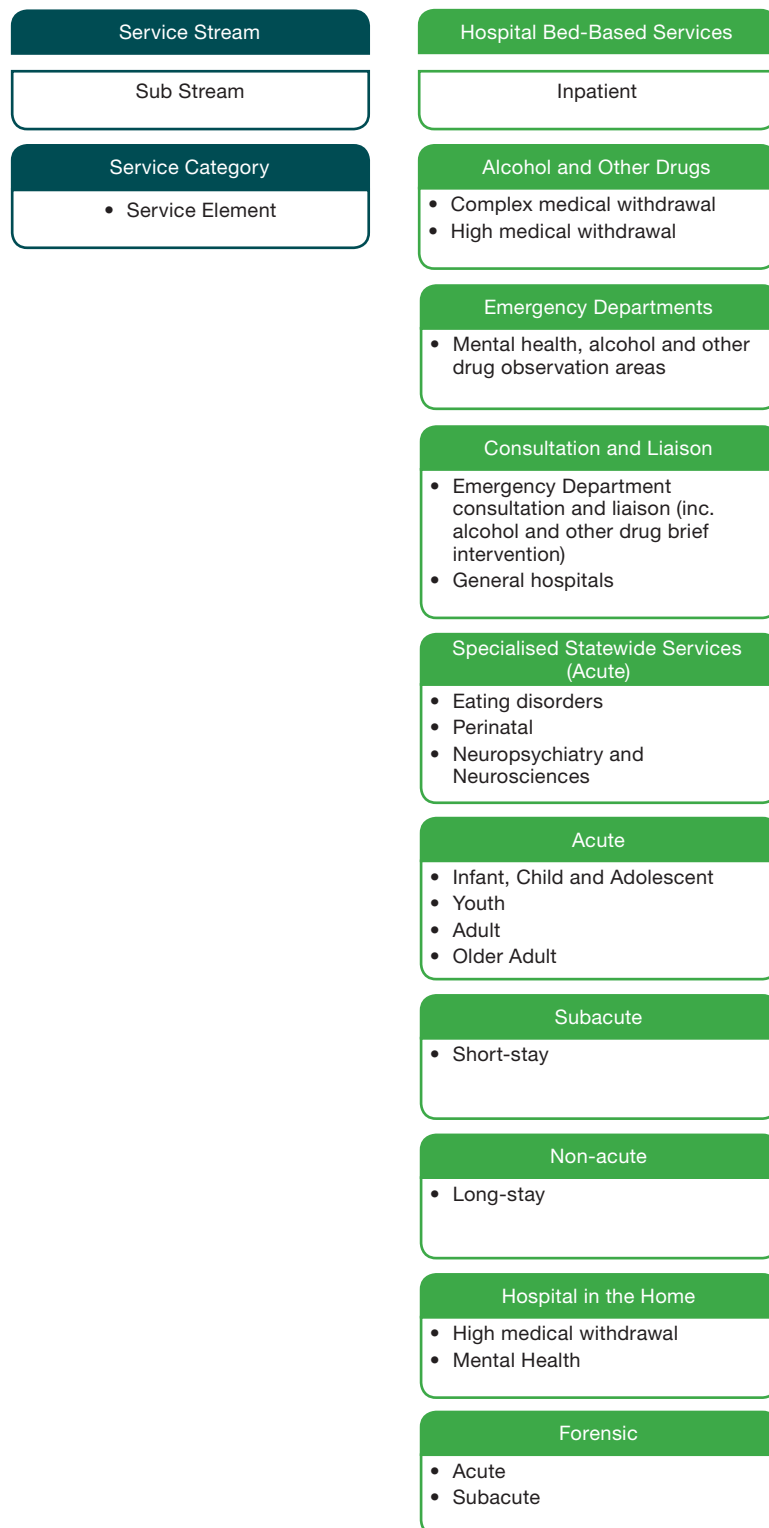 Service Stream
Sub Stream
Service Category
• Service Element
Hospital Bed-Based Services
Inpatient
Alcohol and Other Drugs
• Complex medical withdrawal
• High medical withdrawal
Emergency Departments
• Mental health, alcohol and other
drug observation areas
Consultation and Liaison
• Emergency Department
consultation and liaison (inc.
alcohol and other drug brief
intervention)
• General hospitals
Specialised Statewide Services
(Acute)
• Eating disorders
• Perinatal
• Neuropsychiatry and
Neurosciences
Acute
• Infant, Child and Adolescent
• Youth
• Adult
• Older Adult
Subacute
• Short-stay
Non-acute
• Long-stay
Hospital in the Home
• High medical withdrawal
• Mental Health
Forensic
• Acute
• Subacute